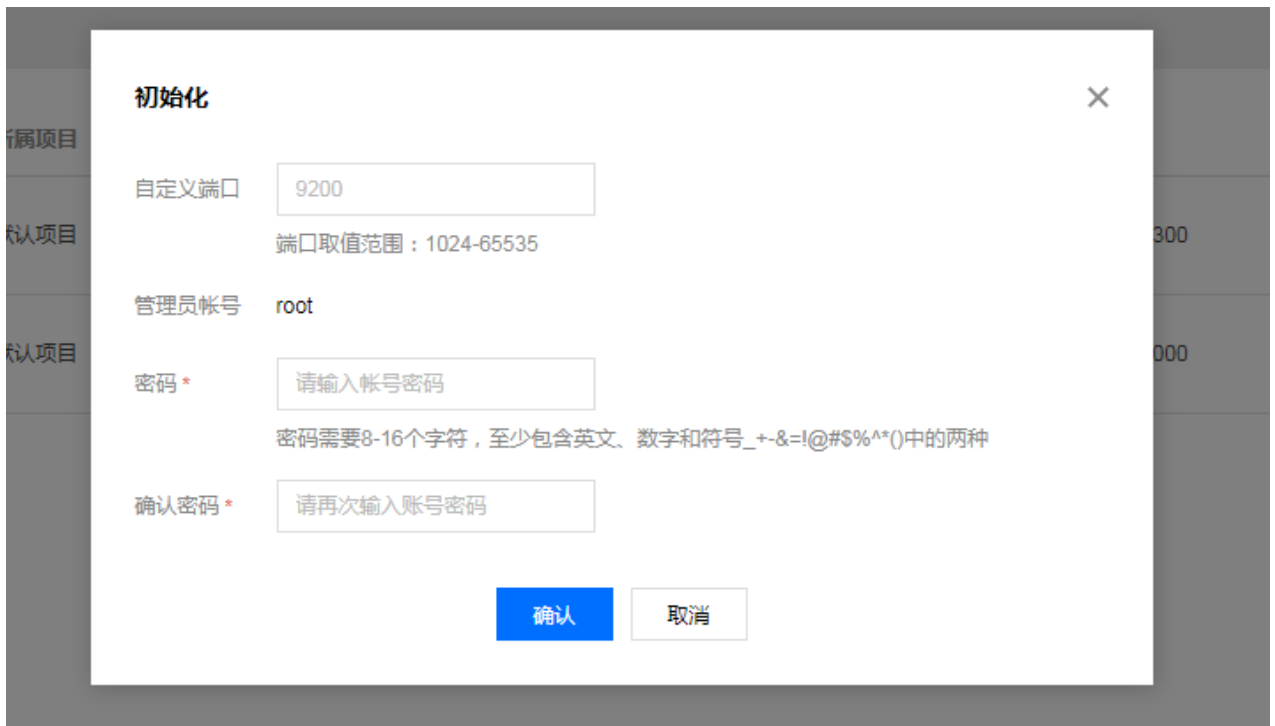 初始化
所属项目
自定义端口 9200
端口取值范围：1024-65535
默认项目 300
管理员帐号 root
默认项目 000
密码 * 请输入帐号密码
密码需要8-16个字符，至少包含英文、数字和符号_+-&=!@#$%^*()中的两种
确认密码 * 请再次输入账号密码
确认 取消